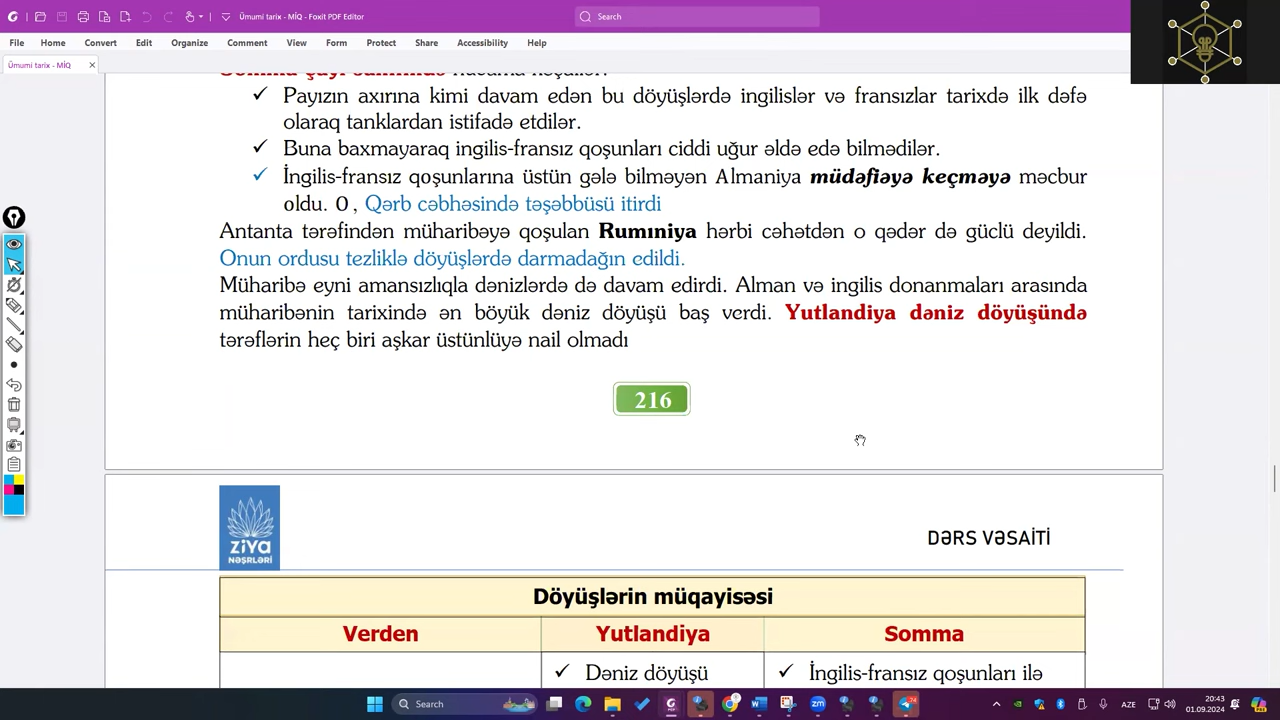 Ümumi tarix - MİQ - Foxit PDF Editor
Search
File Home Convert Edit Organize Comment View Form Protect Share Accessibility Help
Ümumi tarix - MİQ
✓ Payızın axırına kimi davam edən bu döyüşlərdə ingilislər və fransızlar tarixdə ilk dəfə
olaraq tanklardan istifadə etdilər.
✓ Buna baxmayaraq ingilis-fransız qoşunları ciddi uğur əldə edə bilmədilər.
✓ İngilis-fransız qoşunlarına üstün gələ bilməyən Almaniya müdəfiəyə keçməyə məcbur
oldu. O, Qərb cəbhəsində təşəbbüsü itirdi
Antanta tərəfindən müharibəyə qoşulan Rumıniya hərbi cəhətdən o qədər də güclü deyildi.
Onun ordusu tezliklə döyüşlərdə darmadağın edildi.
Müharibə eyni amansızlıqla dənizlərdə də davam edirdi. Alman və ingilis donanmaları arasında
müharibənin tarixində ən böyük dəniz döyüşü baş verdi. Yutlandiya dəniz döyüşündə
tərəflərin heç biri aşkar üstünlüyə nail olmadı
216
ZİYA
NƏŞRLƏRİ
DƏRS VƏSAİTİ
Döyüşlərin müqayisəsi
Verden Yutlandiya Somma
✓ Dəniz döyüşü ✓ İngilis-fransız qoşunları ilə
Search
AZE
20:43
01.09.2024